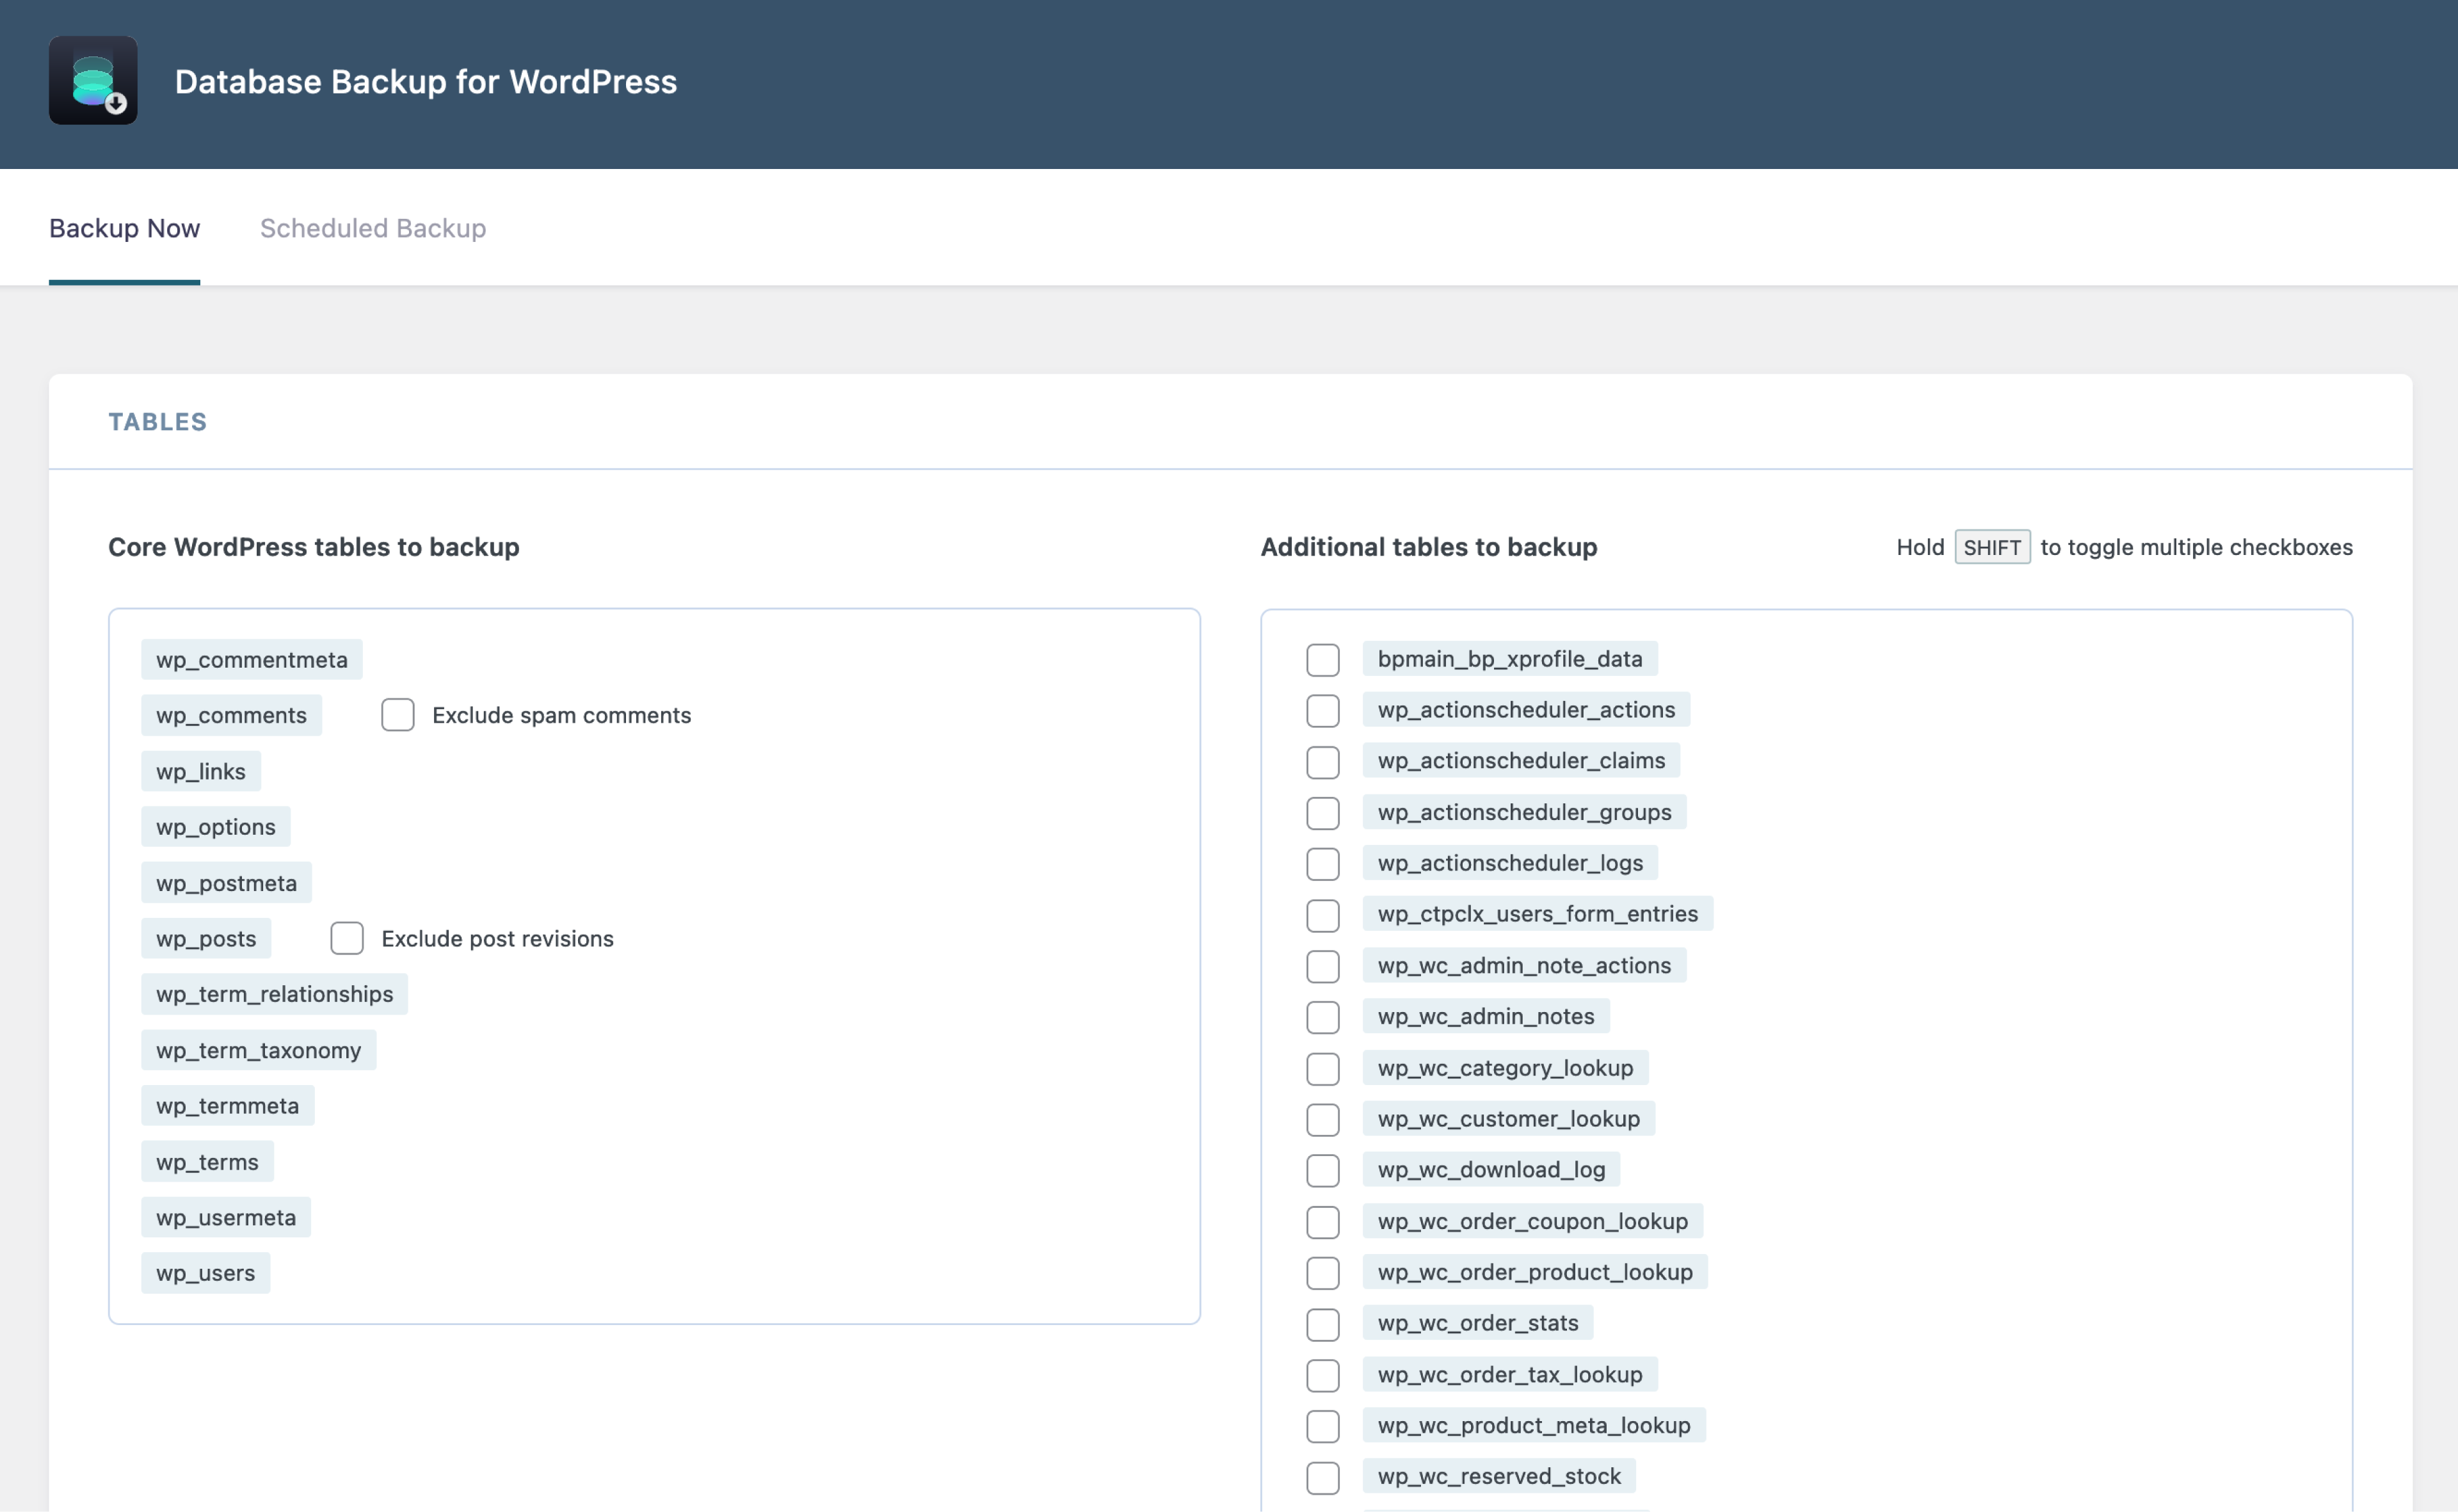 Database Backup for WordPress
Backup Now
Scheduled Backup
TABLES
Core WordPress tables to backup
wp_commentmeta
wp_comments
Exclude spam comments
wp_links
wp_options
wp_postmeta
wp_posts
Exclude post revisions
wp_term_relationships
wp_term_taxonomy
wp_termmeta
wp_terms
wp_usermeta
wp_users
Additional tables to backup
Hold SHIFT to toggle multiple checkboxes
bpmain_bp_xprofile_data
wp_actionscheduler_actions
wp_actionscheduler_claims
wp_actionscheduler_groups
wp_actionscheduler_logs
wp_ctpclx_users_form_entries
wp_wc_admin_note_actions
wp_wc_admin_notes
wp_wc_category_lookup
wp_wc_customer_lookup
wp_wc_download_log
wp_wc_order_coupon_lookup
wp_wc_order_product_lookup
wp_wc_order_stats
wp_wc_order_tax_lookup
wp_wc_product_meta_lookup
wp_wc_reserved_stock